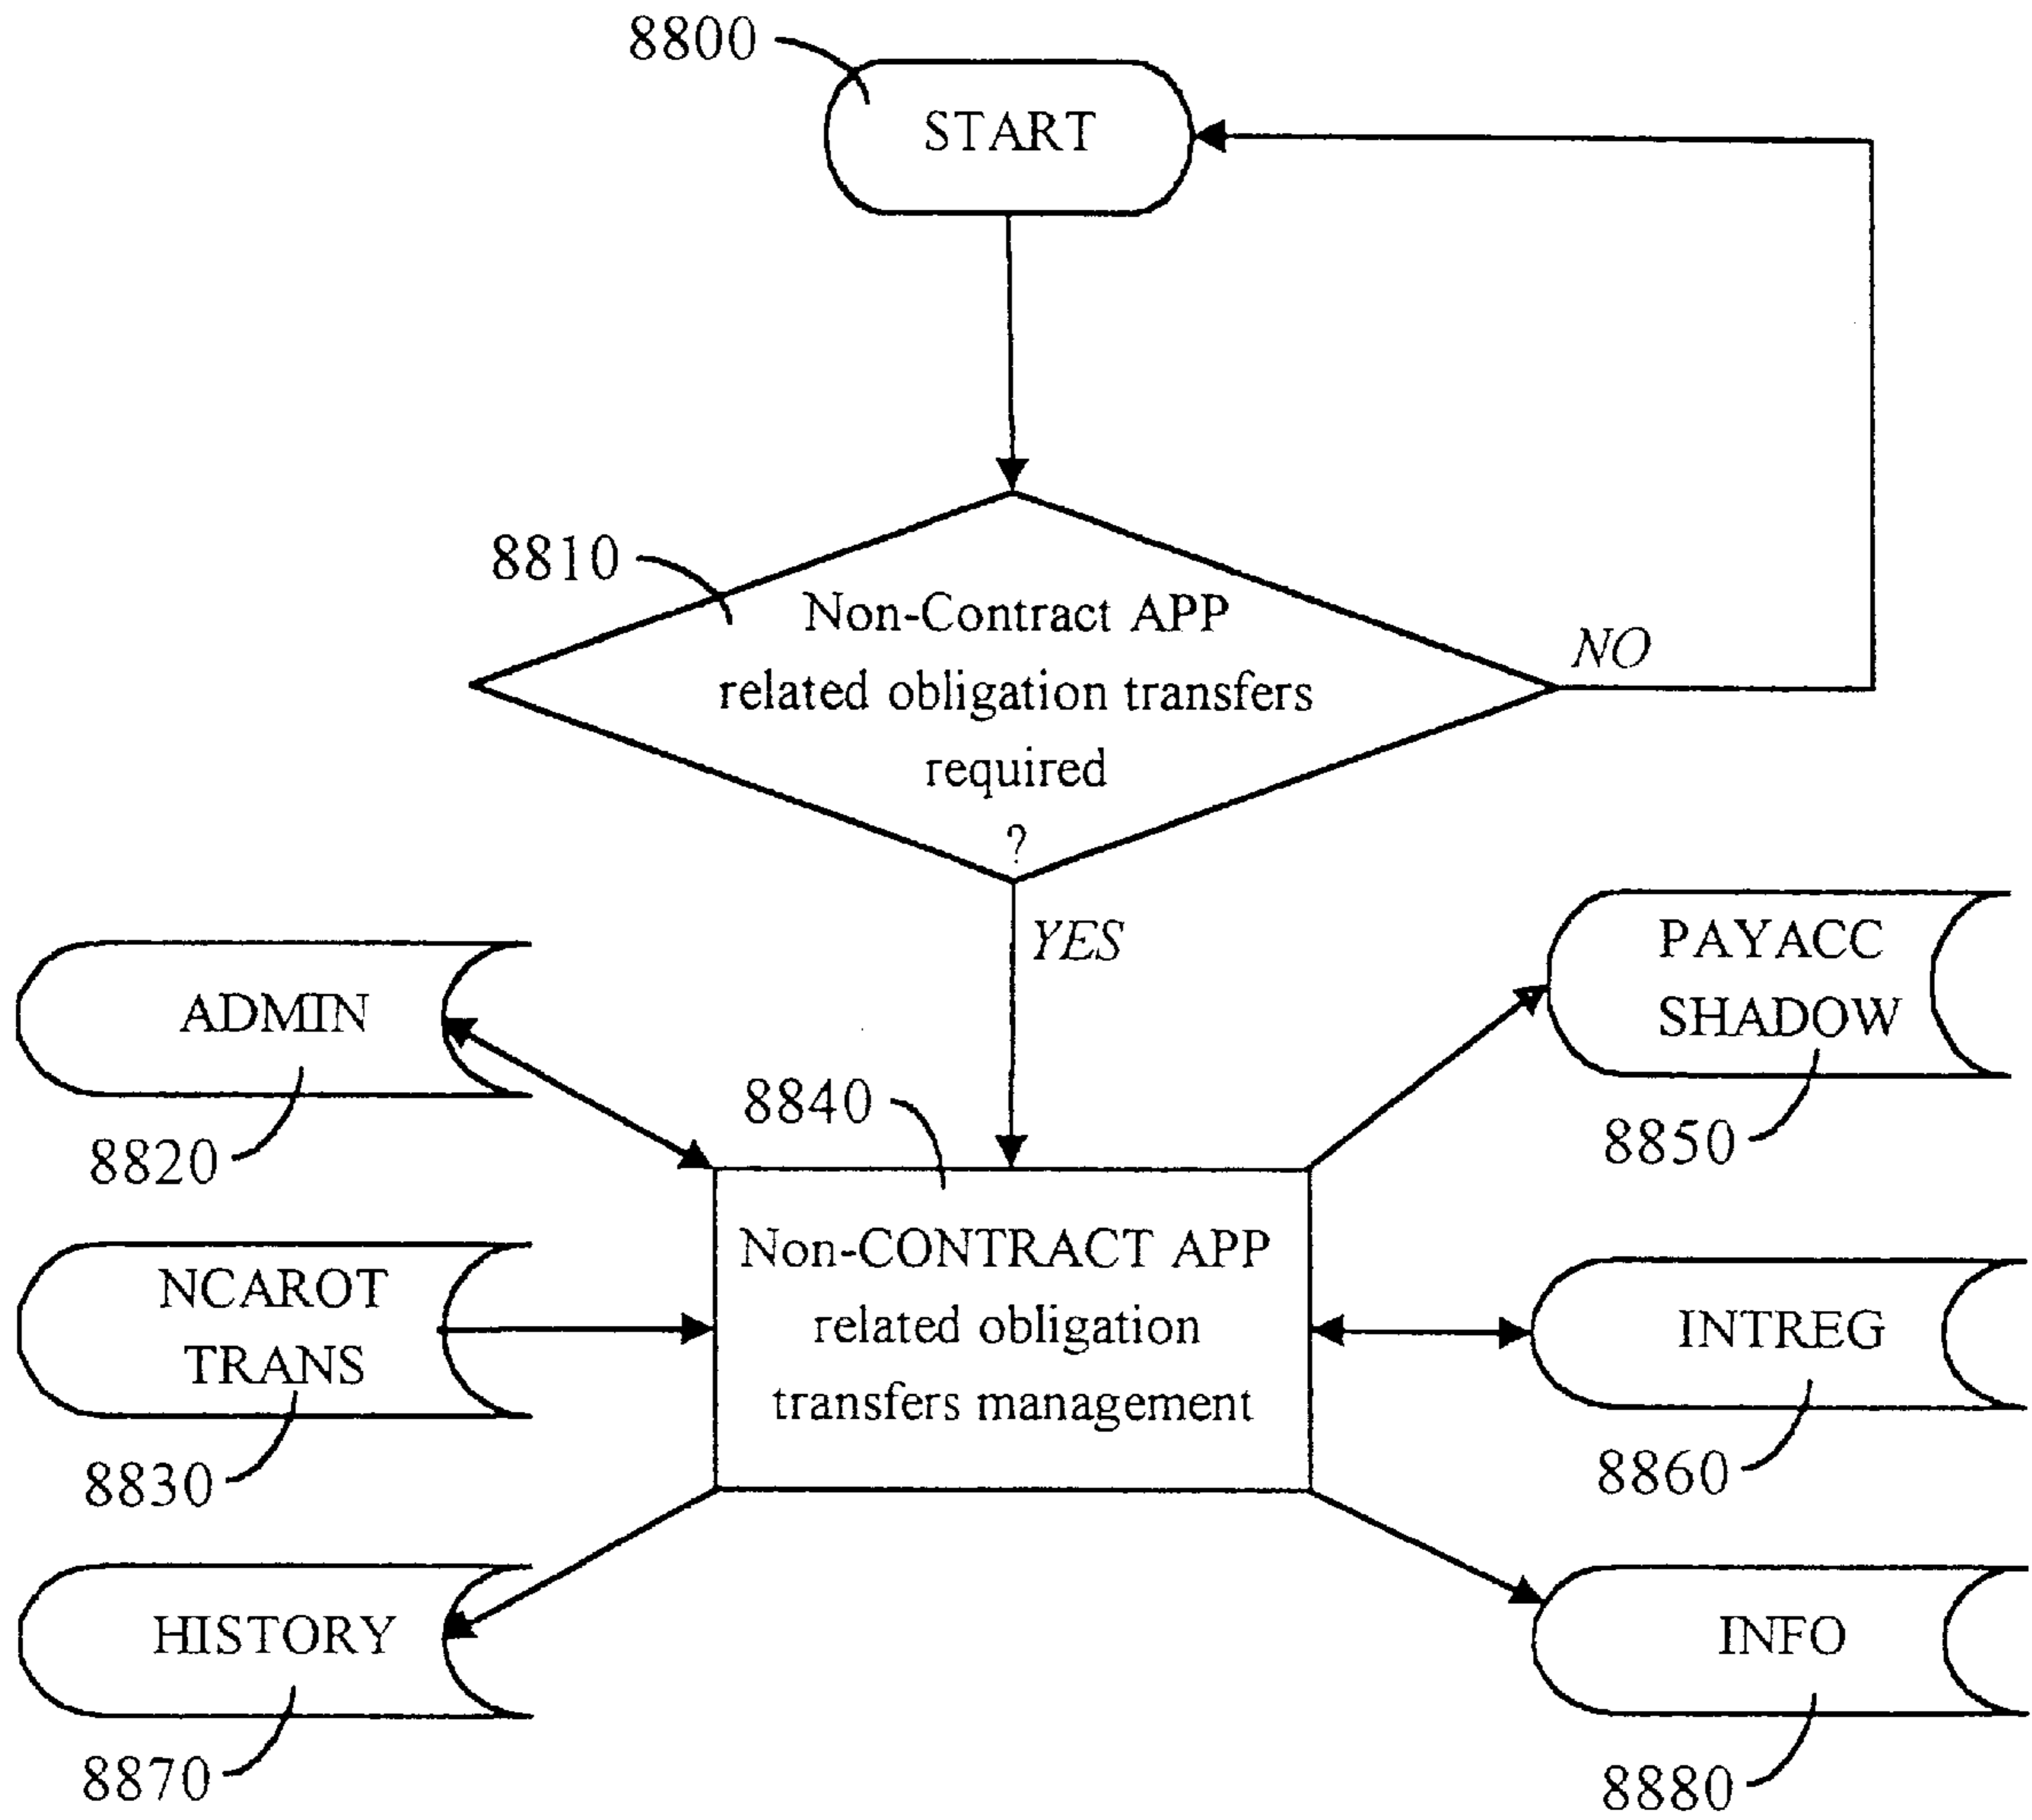 8800
START
8810
Non-Contract APP
related obligation transfers
required
?
NO
YES
ADMIN
8820
PAYACC
SHADOW
8850
8840
Non-CONTRACT APP
related obligation
transfers management
NCAROT
TRANS
8830
INTREG
8860
HISTORY
8870
INFO
8880